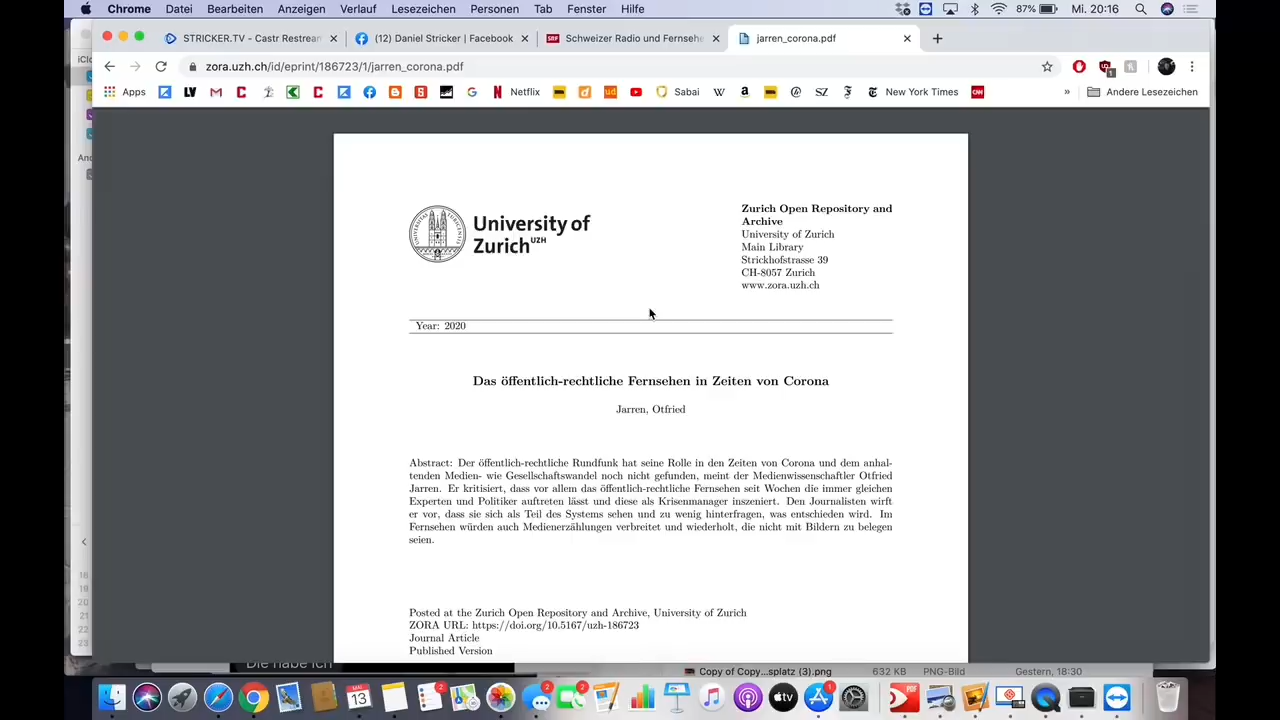 Chrome Datei Bearbeiten Anzeigen Verlauf Lesezeichen Personen Tab Fenster Hilfe 87% Mi. 20:16
STRICKER.TV - Castr Restrean (12) Daniel Stricker | Facebook Schweizer Radio und Fernsehe jarren_corona.pdf
zora.uzh.ch/id/eprint/186723/1/jarren_corona.pdf
Apps Netflix Sabai New York Times » Andere Lesezeichen
University of
Zurich UZH
Zurich Open Repository and
Archive
University of Zurich
Main Library
Strickhofstrasse 39
CH-8057 Zurich
www.zora.uzh.ch
Year: 2020
Das öffentlich-rechtliche Fernsehen in Zeiten von Corona
Jarren, Otfried
Abstract: Der öffentlich-rechtliche Rundfunk hat seine Rolle in den Zeiten von Corona und dem anhal-
tenden Medien- wie Gesellschaftswandel noch nicht gefunden, meint der Medienwissenschaftler Otfried
Jarren. Er kritisiert, dass vor allem das öffentlich-rechtliche Fernsehen seit Wochen die immer gleichen
Experten und Politiker auftreten lässt und diese als Krisenmanager inszeniert. Den Journalisten wirft
er vor, dass sie sich als Teil des Systems sehen und zu wenig hinterfragen, was entschieden wird. Im
Fernsehen würden auch Medienerzählungen verbreitet und wiederholt, die nicht mit Bildern zu belegen
seien.
Posted at the Zurich Open Repository and Archive, University of Zurich
ZORA URL: https://doi.org/10.5167/uzh-186723
Journal Article
Published Version
Die habe ich
Copy of Copy...splatz (3).png 632 KB PNG-Bild Gestern, 18:30